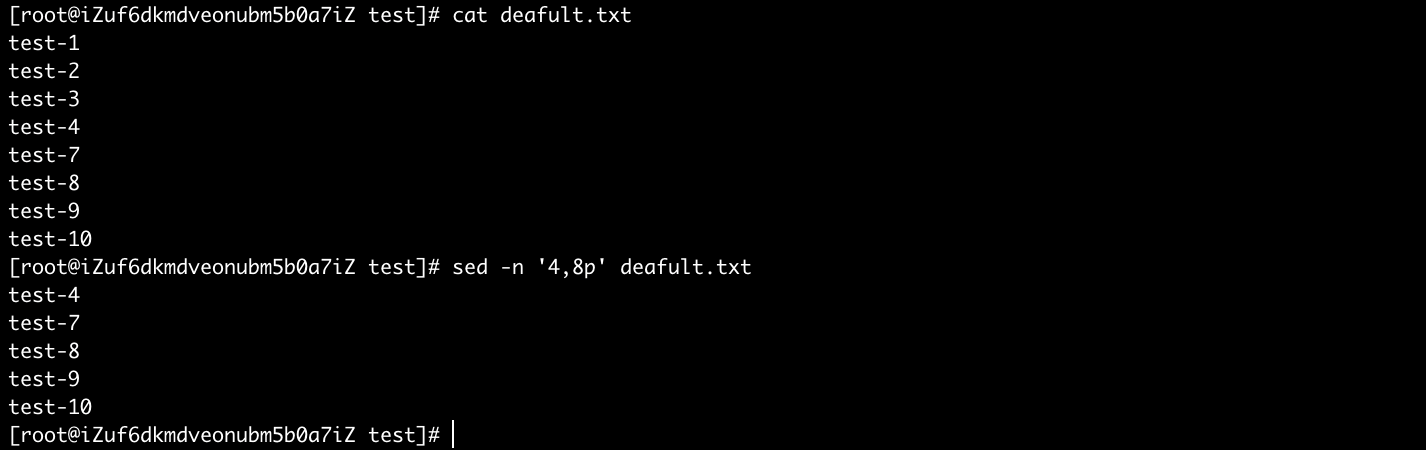 [root@iZuf6dkmdveonubm5b0a7iZ test]# cat deafult.txt
test-1
test-2
test-3
test-4
test-7
test-8
test-9
test-10
[root@iZuf6dkmdveonubm5b0a7iZ test]# sed -n '4,8p' deafult.txt
test-4
test-7
test-8
test-9
test-10
[root@iZuf6dkmdveonubm5b0a7iZ test]#